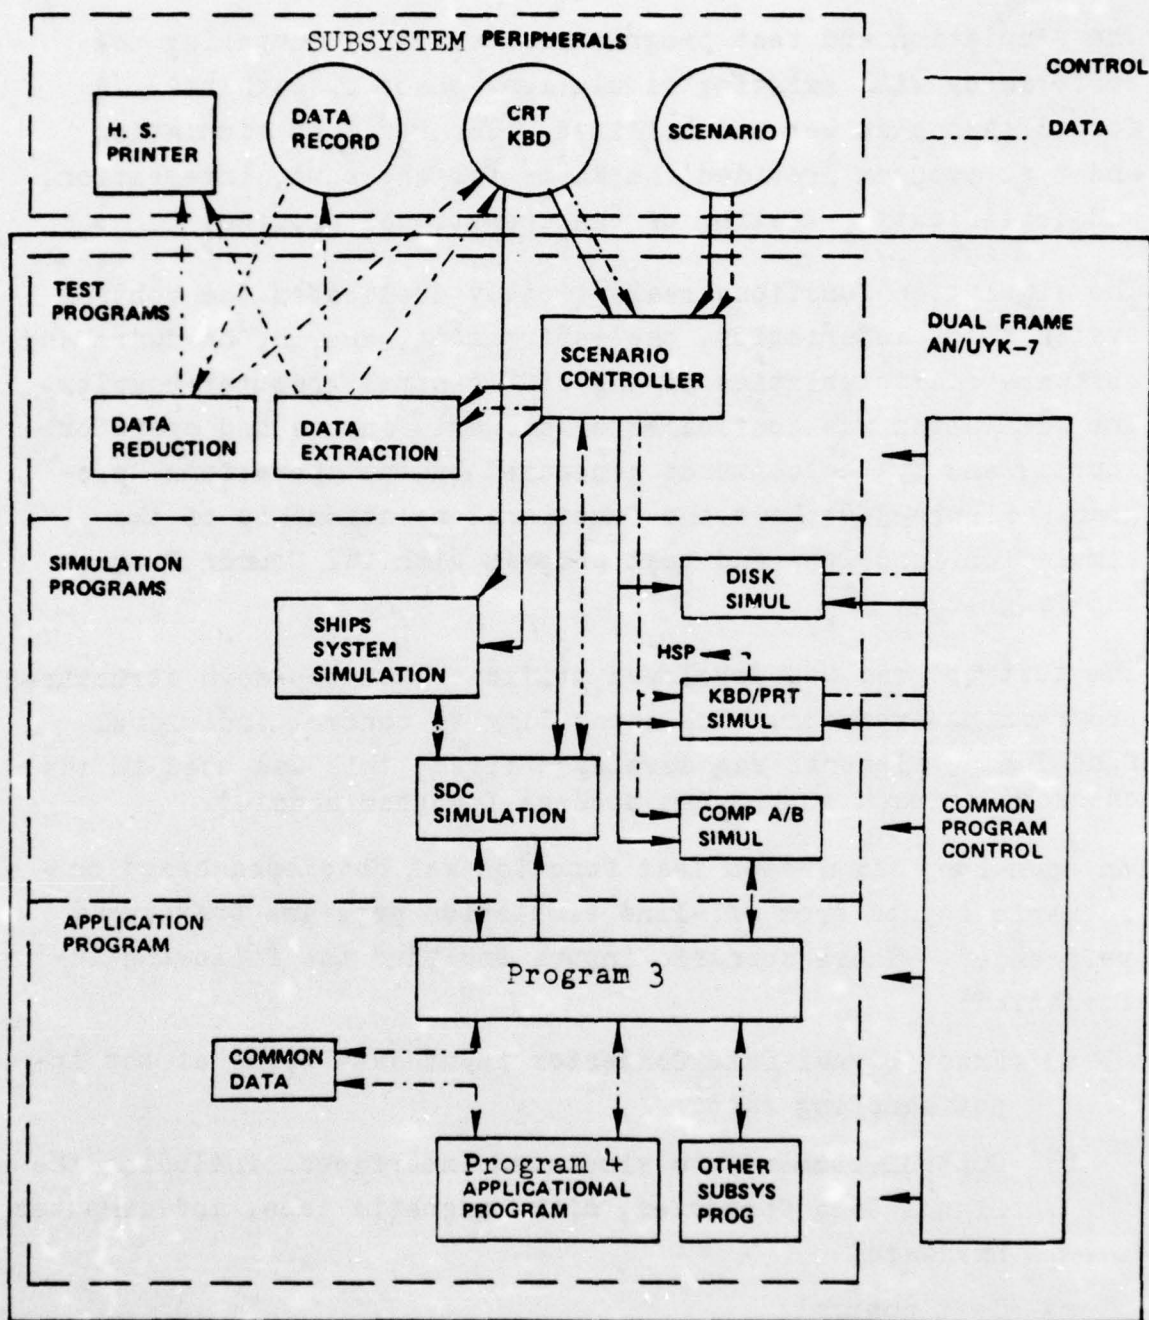 SUBSYSTEM PERIPHERALS
CONTROL
DATA
H. S.
PRINTER
DATA
RECORD
CRT
KBD
SCENARIO
TEST
PROGRAMS
DUAL FRAME
AN/UYK-7
SCENARIO
CONTROLLER
DATA
REDUCTION
DATA
EXTRACTION
SIMULATION
PROGRAMS
DISK
SIMUL
SHIPS
SYSTEM
SIMULATION
HSP
KBD/PRT
SIMUL
SDC
SIMULATION
COMP A/B
SIMUL
COMMON
PROGRAM
CONTROL
APPLICATION
PROGRAM
Program 3
COMMON
DATA
Program 4
APPLICATIONAL
PROGRAM
OTHER
SUBSYS
PROG